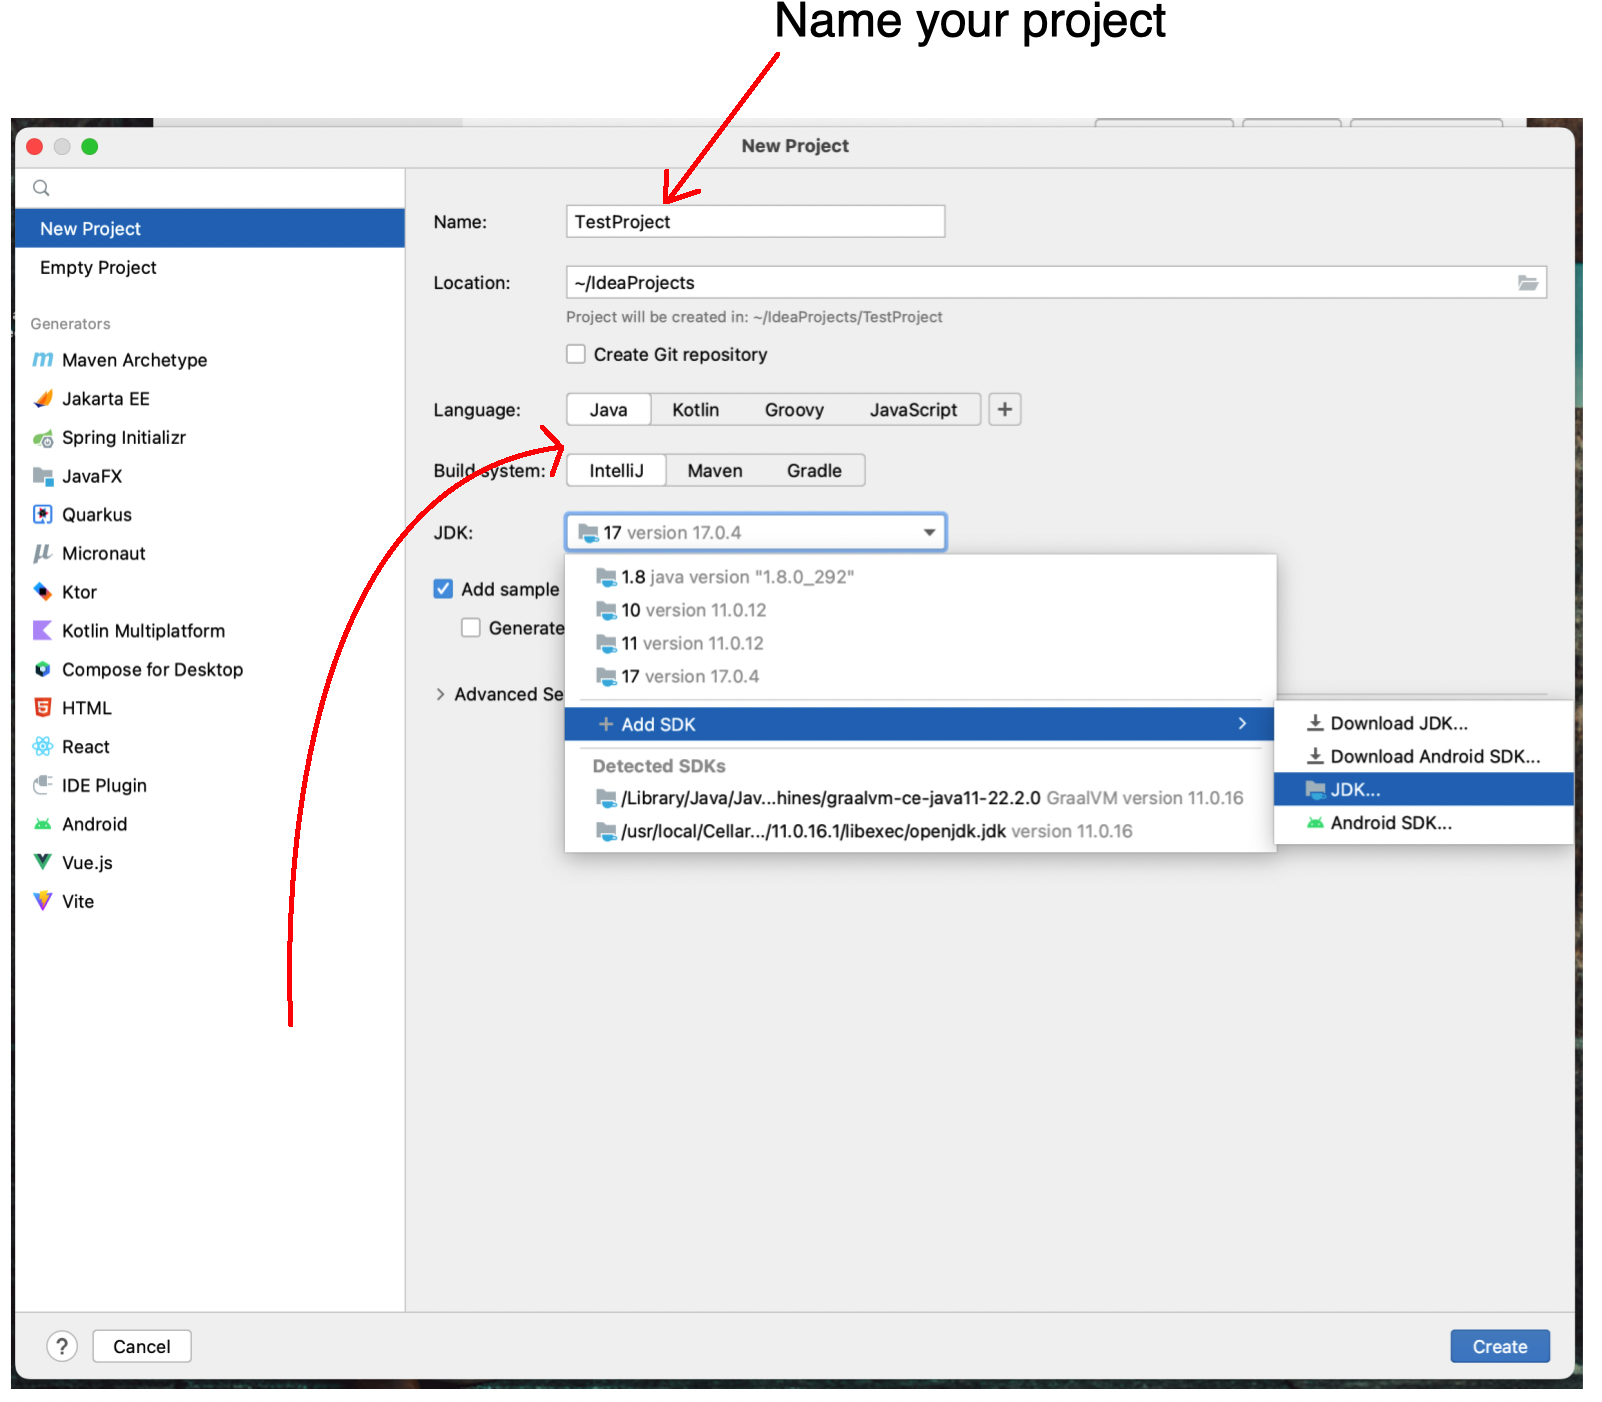 Name your project
New Project
New Project
Empty Project
Generators
Maven Archetype
Jakarta EE
Spring Initializr
JavaFX
Quarkus
Micronaut
Ktor
Kotlin Multiplatform
Compose for Desktop
HTML
React
IDE Plugin
Android
Vue.js
Vite
Name: TestProject
Location: ~/IdeaProjects
Project will be created in: ~/IdeaProjects/TestProject
Create Git repository
Language: Java Kotlin Groovy JavaScript +
Build system: IntelliJ Maven Gradle
JDK: 17 version 17.0.4
1.8 java version "1.8.0_292"
Add sample
10 version 11.0.12
Generate
11 version 11.0.12
17 version 17.0.4
Advanced Se
+ Add SDK
Download JDK...
Download Android SDK...
JDK...
Android SDK...
Detected SDKs
/Library/Java/Jav...hines/graalvm-ce-java11-22.2.0 GraalVM version 11.0.16
/usr/local/Cellar.../11.0.16.1/libexec/openjdk.jdk version 11.0.16
? Cancel Create